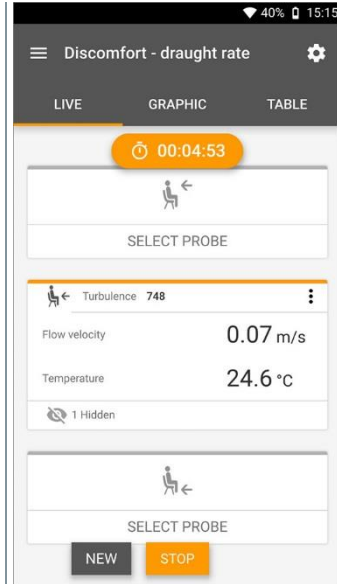 40% 15:15
Discomfort - draught rate
LIVE GRAPHIC TABLE
00:04:53
SELECT PROBE
Turbulence 748
Flow velocity 0.07 m/s
Temperature 24.6 °C
1 Hidden
SELECT PROBE
NEW STOP